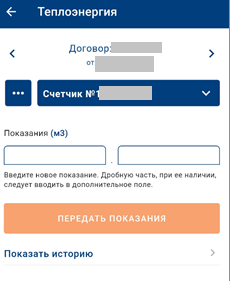 Теплоэнергия
Договор:
от
Счетчик №1
Показания (м3)
.
Введите новое показание. Дробную часть, при ее наличии,
следует вводить в дополнительное поле.
ПЕРЕДАТЬ ПОКАЗАНИЯ
Показать историю